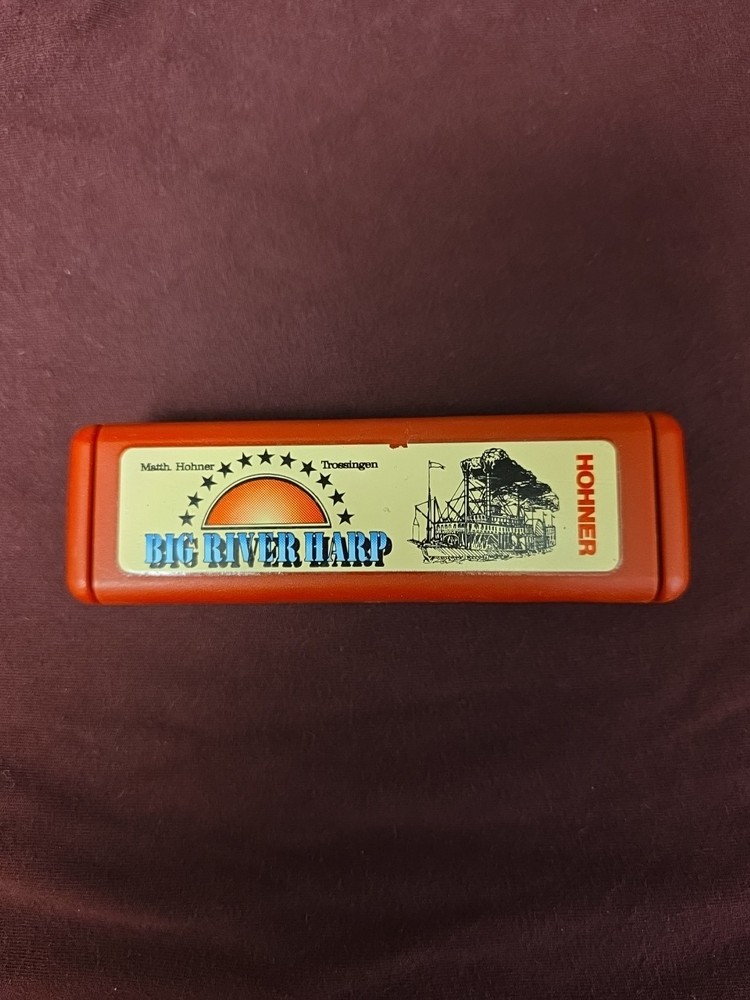 Matth. Hohner
Trossingen
BIG RIVER HARP
HOHNER